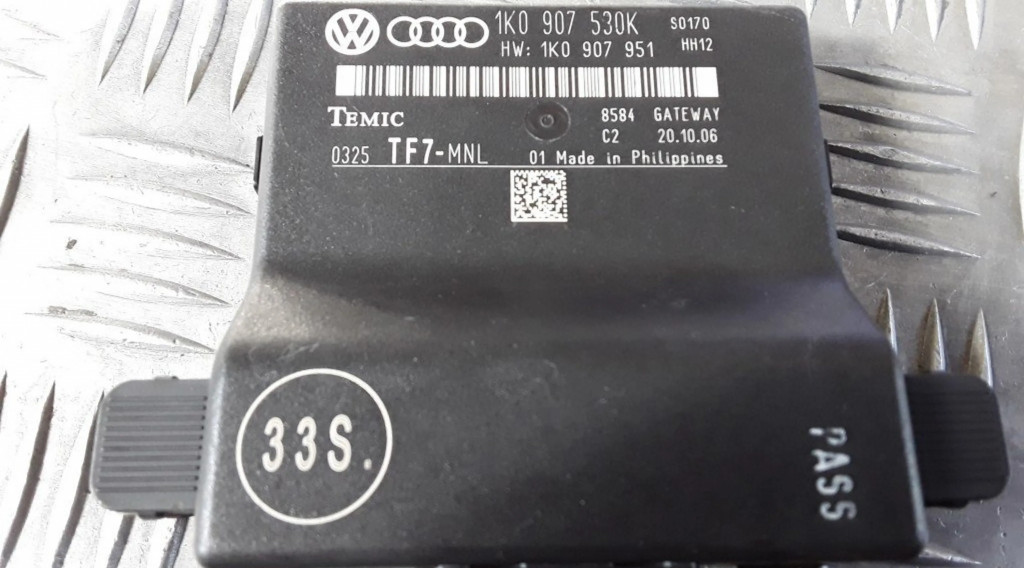 1K0 907 530K S0170
HW: 1K0 907 951 HH12
TEMIC 8584 GATEWAY
C2 20.10.06
0325 TF7-MNL 01 Made in Philippines
33S.
PASS